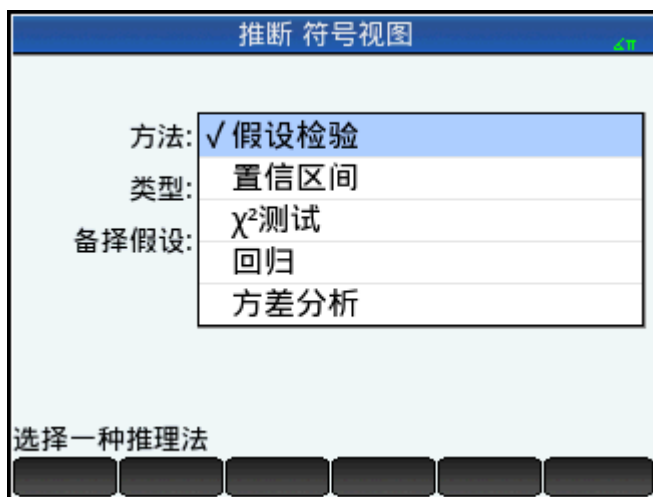 推断 符号视图
∡π
方法: √假设检验
置信区间
类型:
χ²测试
备择假设:
回归
方差分析
选择一种推理法